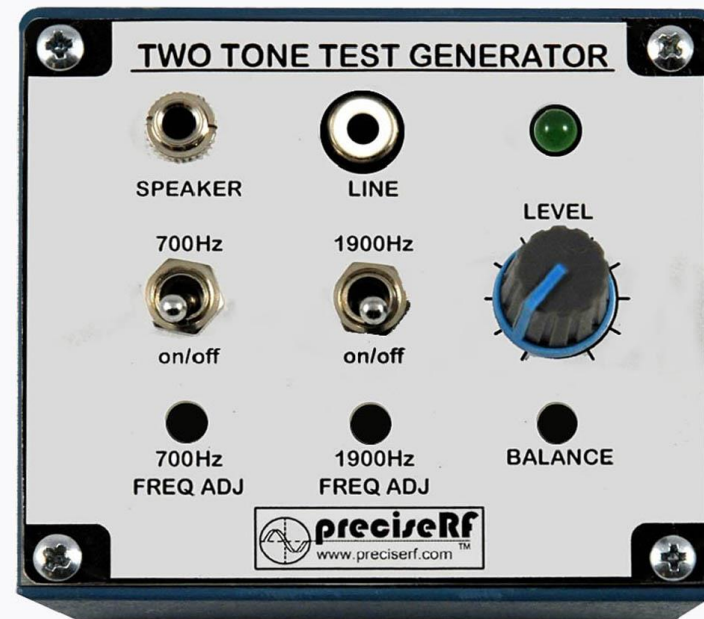 TWO TONE TEST GENERATOR
SPEAKER
LINE
LEVEL
700Hz
1900Hz
on/off
on/off
700Hz
FREQ ADJ
1900Hz
FREQ ADJ
BALANCE
preciseRF
www.preciserf.com
TM